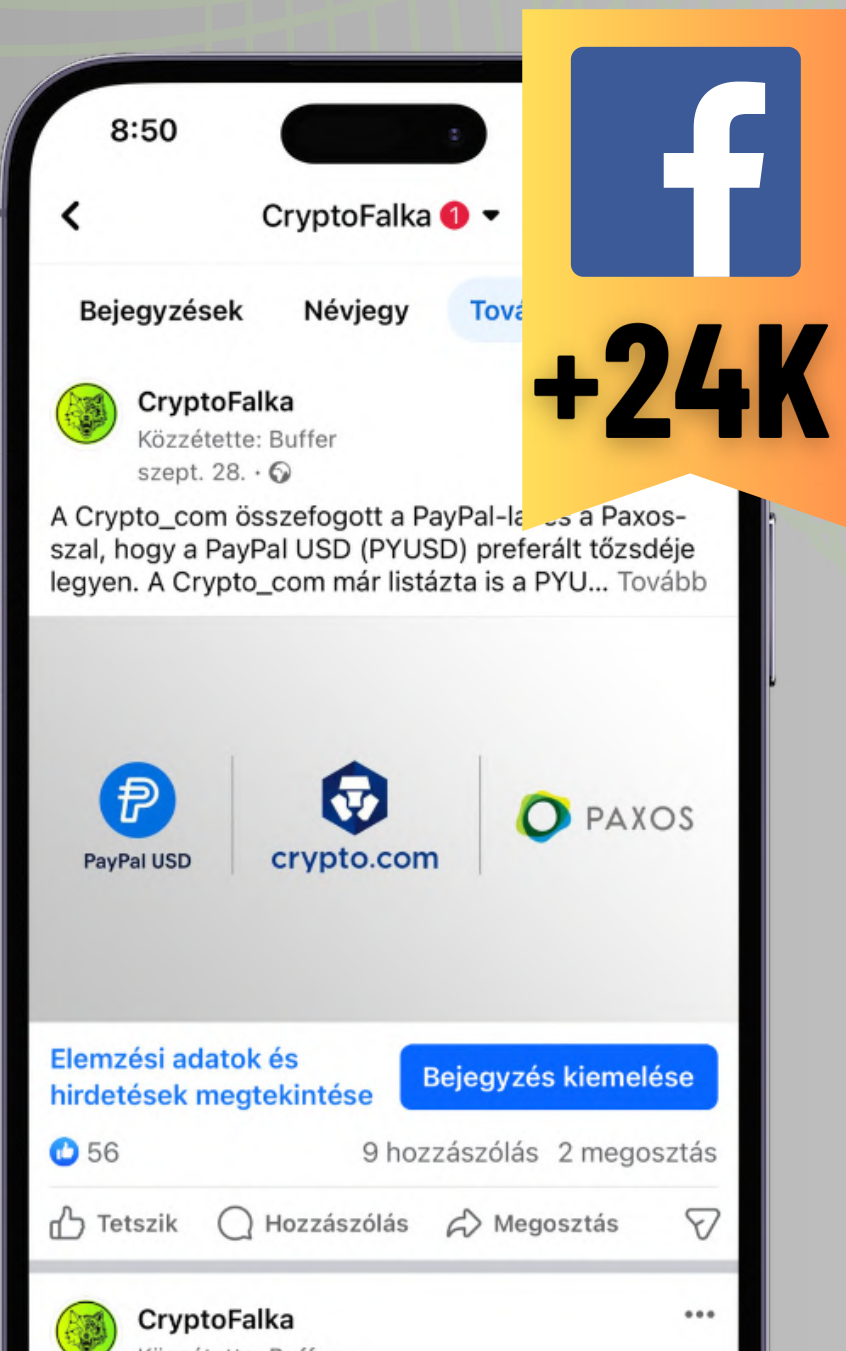 8:50
CryptoFalka 1
Bejegyzések Névjegy
+24K
CryptoFalka
Közzétette: Buffer
szept. 28. ·
A Crypto_com összefogott a PayPal-la a Paxos-
szal, hogy a PayPal USD (PYUSD) preferált tőzsdéje
legyen. A Crypto_com már listázta is a PYU... Tovább
PayPal USD
crypto.com
PAXOS
Elemzési adatok és
hirdetések megtekintése
Bejegyzés kiemelése
56 9 hozzászólás 2 megosztás
Tetszik Hozzászólás Megosztás
CryptoFalka